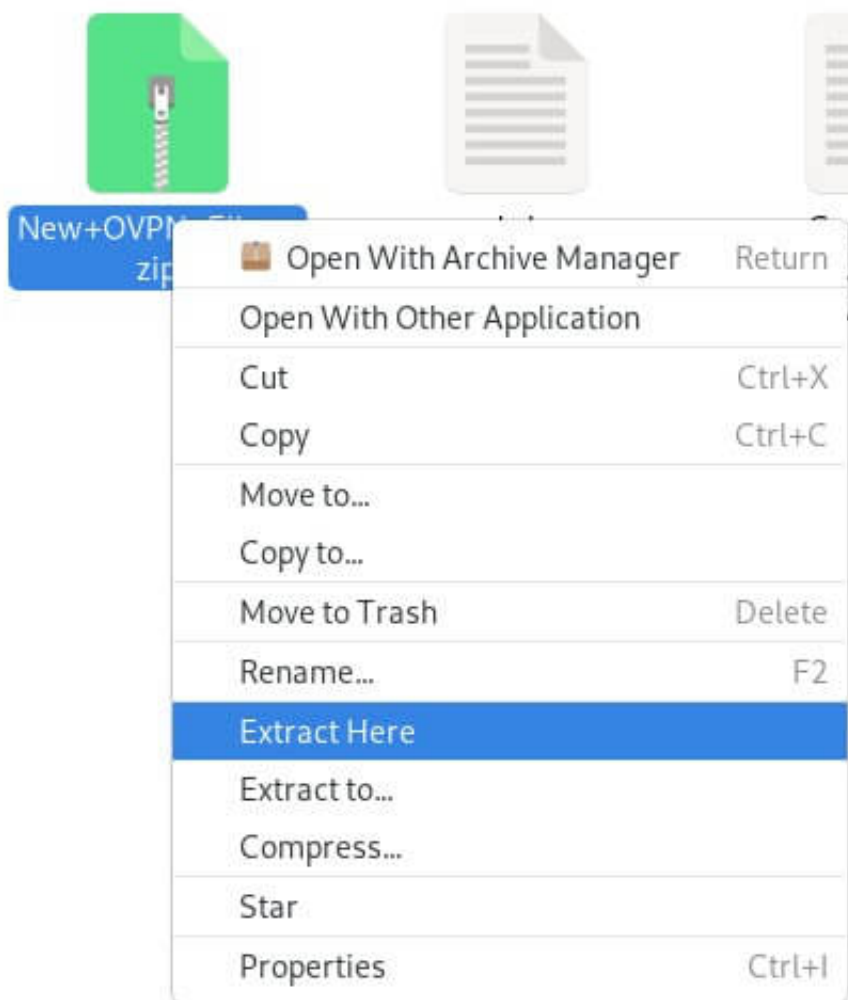 New+OVPN
zip
Open With Archive Manager Return
Open With Other Application
Cut Ctrl+X
Copy Ctrl+C
Move to...
Copy to...
Move to Trash Delete
Rename... F2
Extract Here
Extract to...
Compress...
Star
Properties Ctrl+I